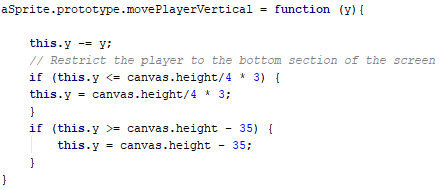 aSprite.prototype.movePlayerVertical = function (y){
this.y -= y;
// Restrict the player to the bottom section of the screen
if (this.y <= canvas.height/4 * 3) {
this.y = canvas.height/4 * 3;
}
if (this.y >= canvas.height - 35) {
this.y = canvas.height - 35;
}
}